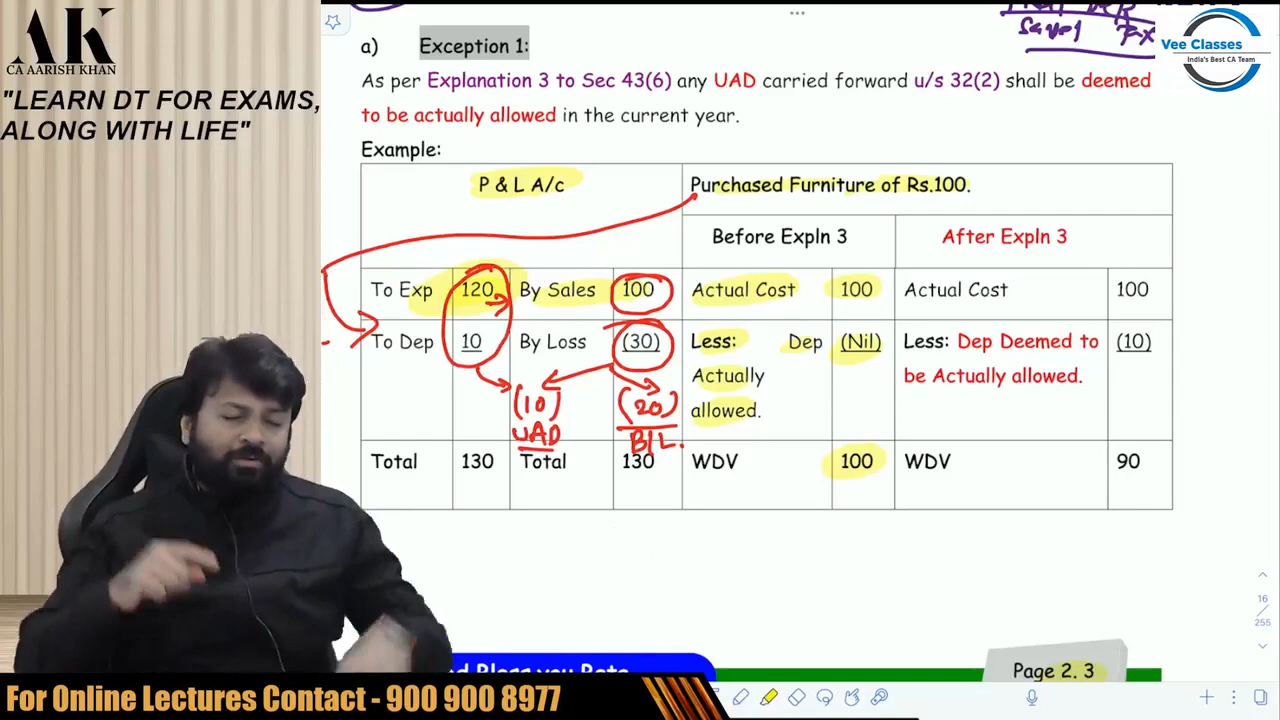 AK
CA AARISH KHAN
"LEARN DT FOR EXAMS,
ALONG WITH LIFE"
Vee Classes
India's Best CA Team
a) Exception 1:
As per Explanation 3 to Sec 43(6) any UAD carried forward u/s 32(2) shall be deemed
to be actually allowed in the current year.
Example:
P & L A/c Purchased Furniture of Rs.100.
Before Expln 3 After Expln 3
To Exp 120 By Sales 100 Actual Cost 100 Actual Cost 100
To Dep 10 By Loss (30) Less: Dep (Nil) Less: Dep Deemed to (10)
Actually be Actually allowed.
allowed.
(10) (20)
UAD B/L.
Total 130 Total 130 WDV 100 WDV 90
16
255
Page 2. 3
For Online Lectures Contact - 900 900 8977